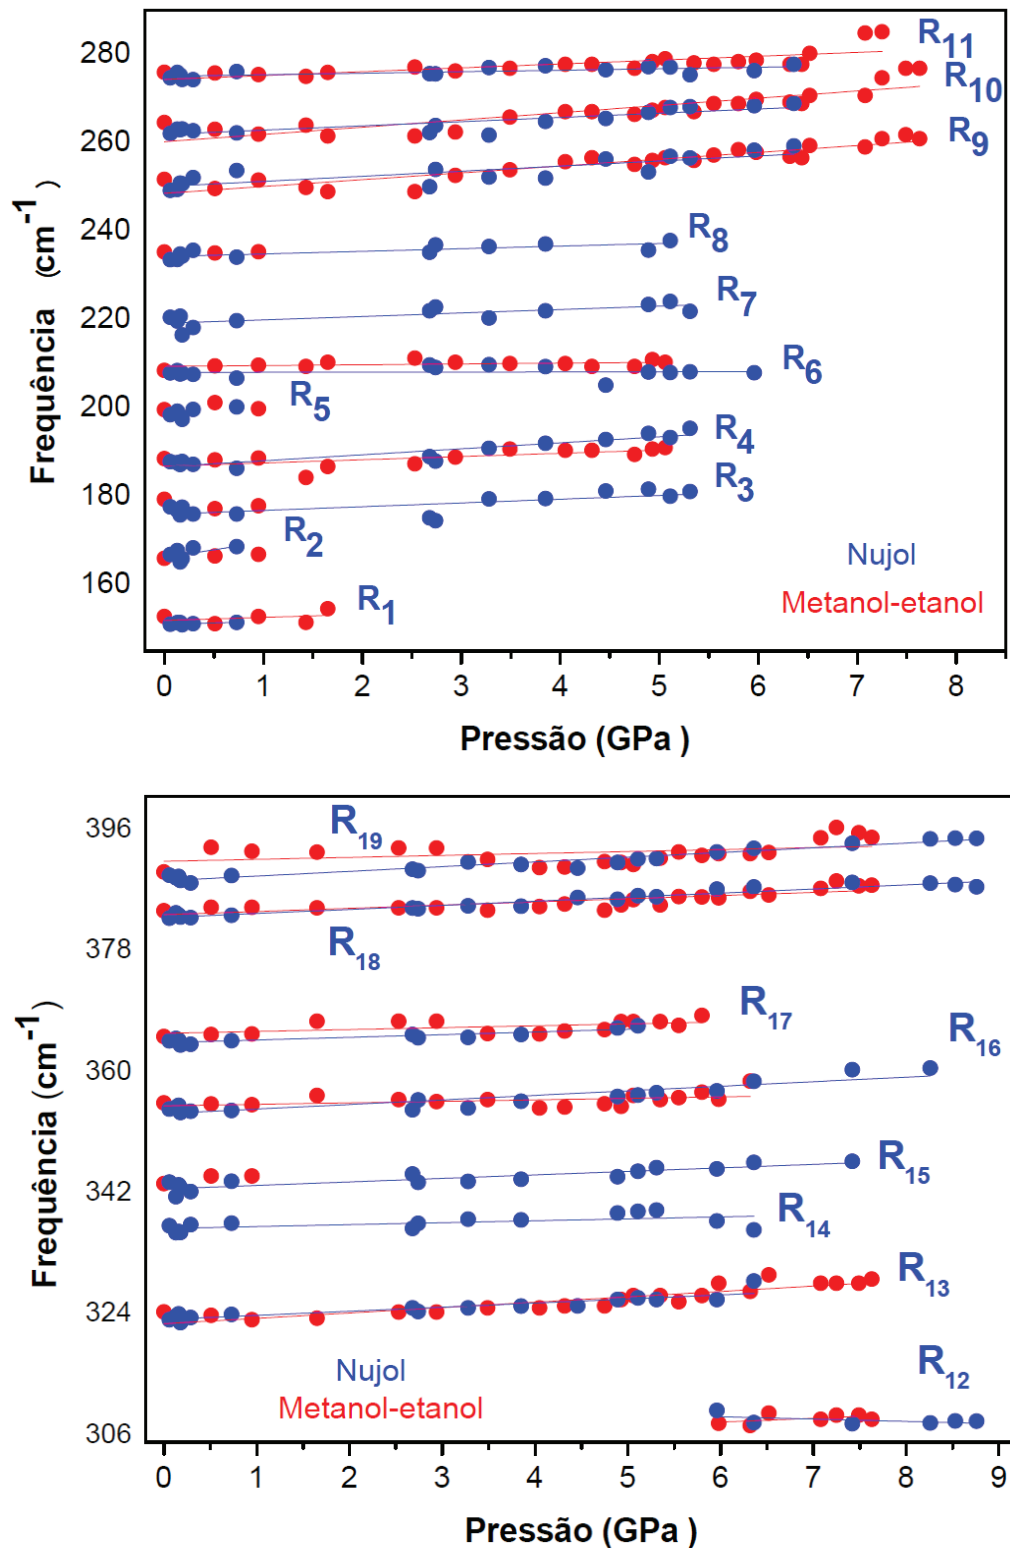 280
260
240
220
200
180
160
Frequência (cm⁻¹)
R₁₁
R₁₀
R₉
R₈
R₇
R₆
R₅
R₄
R₃
R₂
R₁
Nujol
Metanol-etanol
0 1 2 3 4 5 6 7 8
Pressão (GPa )
396
378
360
342
324
306
Frequência (cm⁻¹)
R₁₉
R₁₈
R₁₇
R₁₆
R₁₅
R₁₄
R₁₃
R₁₂
Nujol
Metanol-etanol
0 1 2 3 4 5 6 7 8 9
Pressão (GPa)